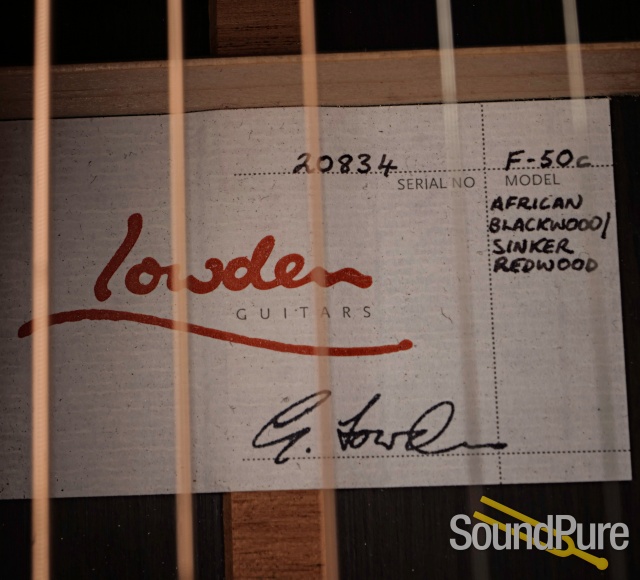 20834
SERIAL NO
F-50c
MODEL
AFRICAN
BLACKWOOD/
SINKER
REDWOOD
lowden
GUITARS
G. Lowden
SoundPure